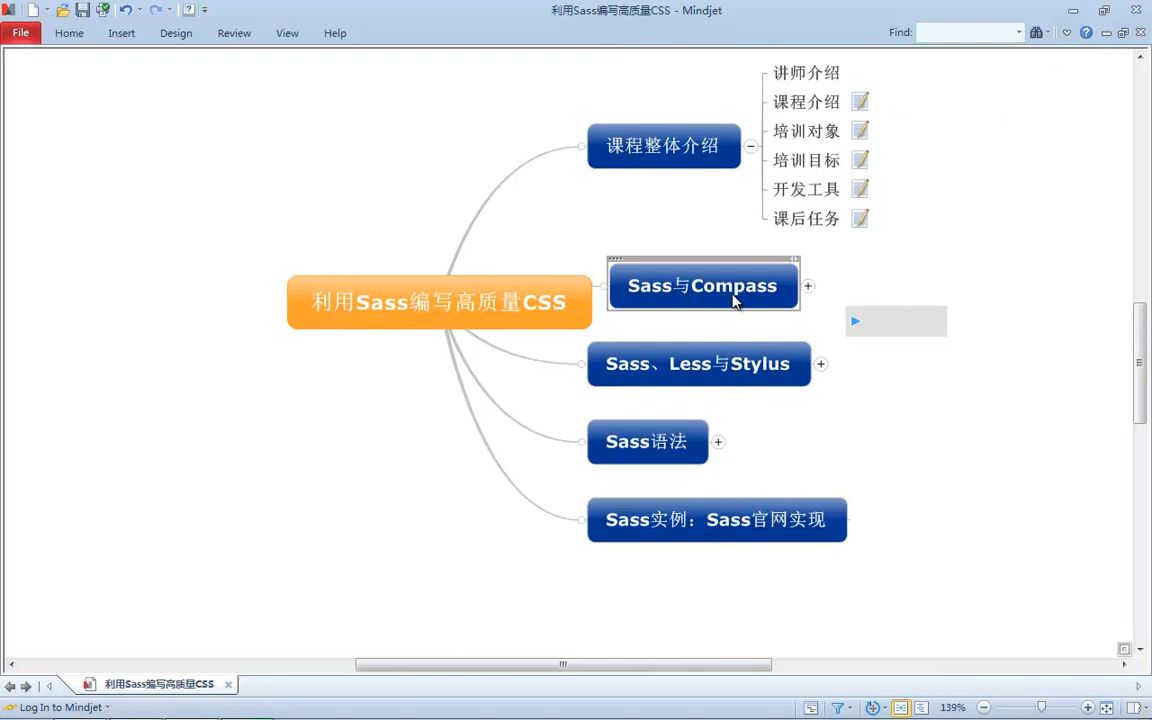 利用Sass编写高质量CSS - Mindjet
File Home Insert Design Review View Help Find:
讲师介绍
课程介绍
培训对象
课程整体介绍
培训目标
开发工具
课后任务
Sass与Compass
利用Sass编写高质量CSS
Sass、Less与Stylus
Sass语法
Sass实例：Sass官网实现
利用Sass编写高质量CSS
Log In to Mindjet
139%